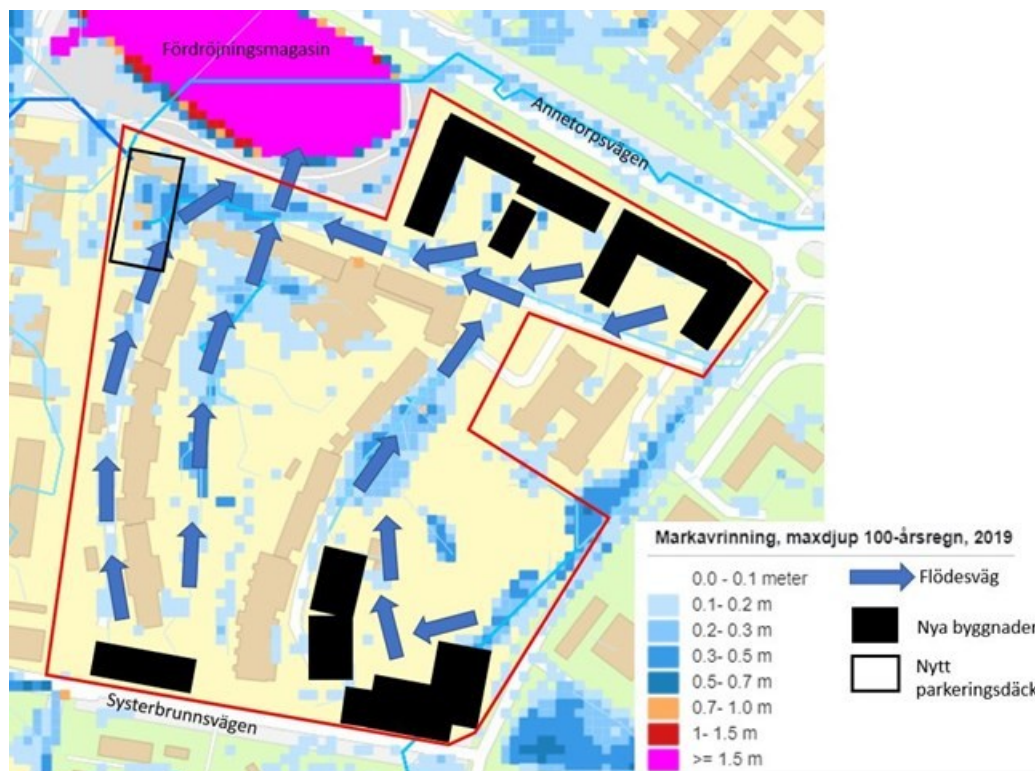 Fördröjningsmagasin
Annetorpsvägen
Systerbrunnsvägen
Markavrinning, maxdjup 100-årsregn, 2019
0.0 - 0.1 meter
0.1- 0.2 m
0.2- 0.3 m
0.3- 0.5 m
0.5- 0.7 m
0.7- 1.0 m
1- 1.5 m
>= 1.5 m
Flödesväg
Nya byggnader
Nytt
parkeringsdäck